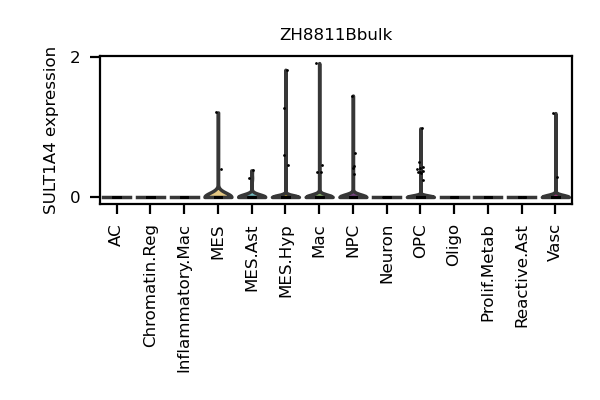 ZH8811Bbulk
SULT1A4 expression
2
0
AC
Chromatin.Reg
Inflammatory.Mac
MES
MES.Ast
MES.Hyp
Mac
NPC
Neuron
OPC
Oligo
Prolif.Metab
Reactive.Ast
Vasc